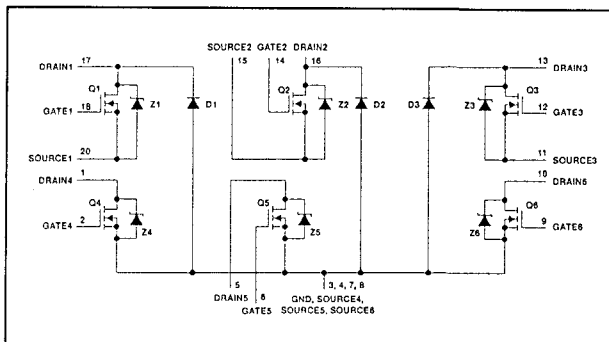 SOURCE2 GATE2 DRAIN2
15 14 16
17
DRAIN1
13
DRAIN3
Q1
Z1
D1
Q2
Z2
D2
D3
Z3
Q3
18
GATE1
12
GATE3
20
SOURCE1
11
SOURCE3
1
DRAIN4
10
DRAIN6
Q4
Z4
Q5
Z5
Q6
Z6
2
GATE4
9
GATE6
5
DRAIN5
6
GATE5
3, 4, 7, 8
GND, SOURCE4,
SOURCE5, SOURCE6